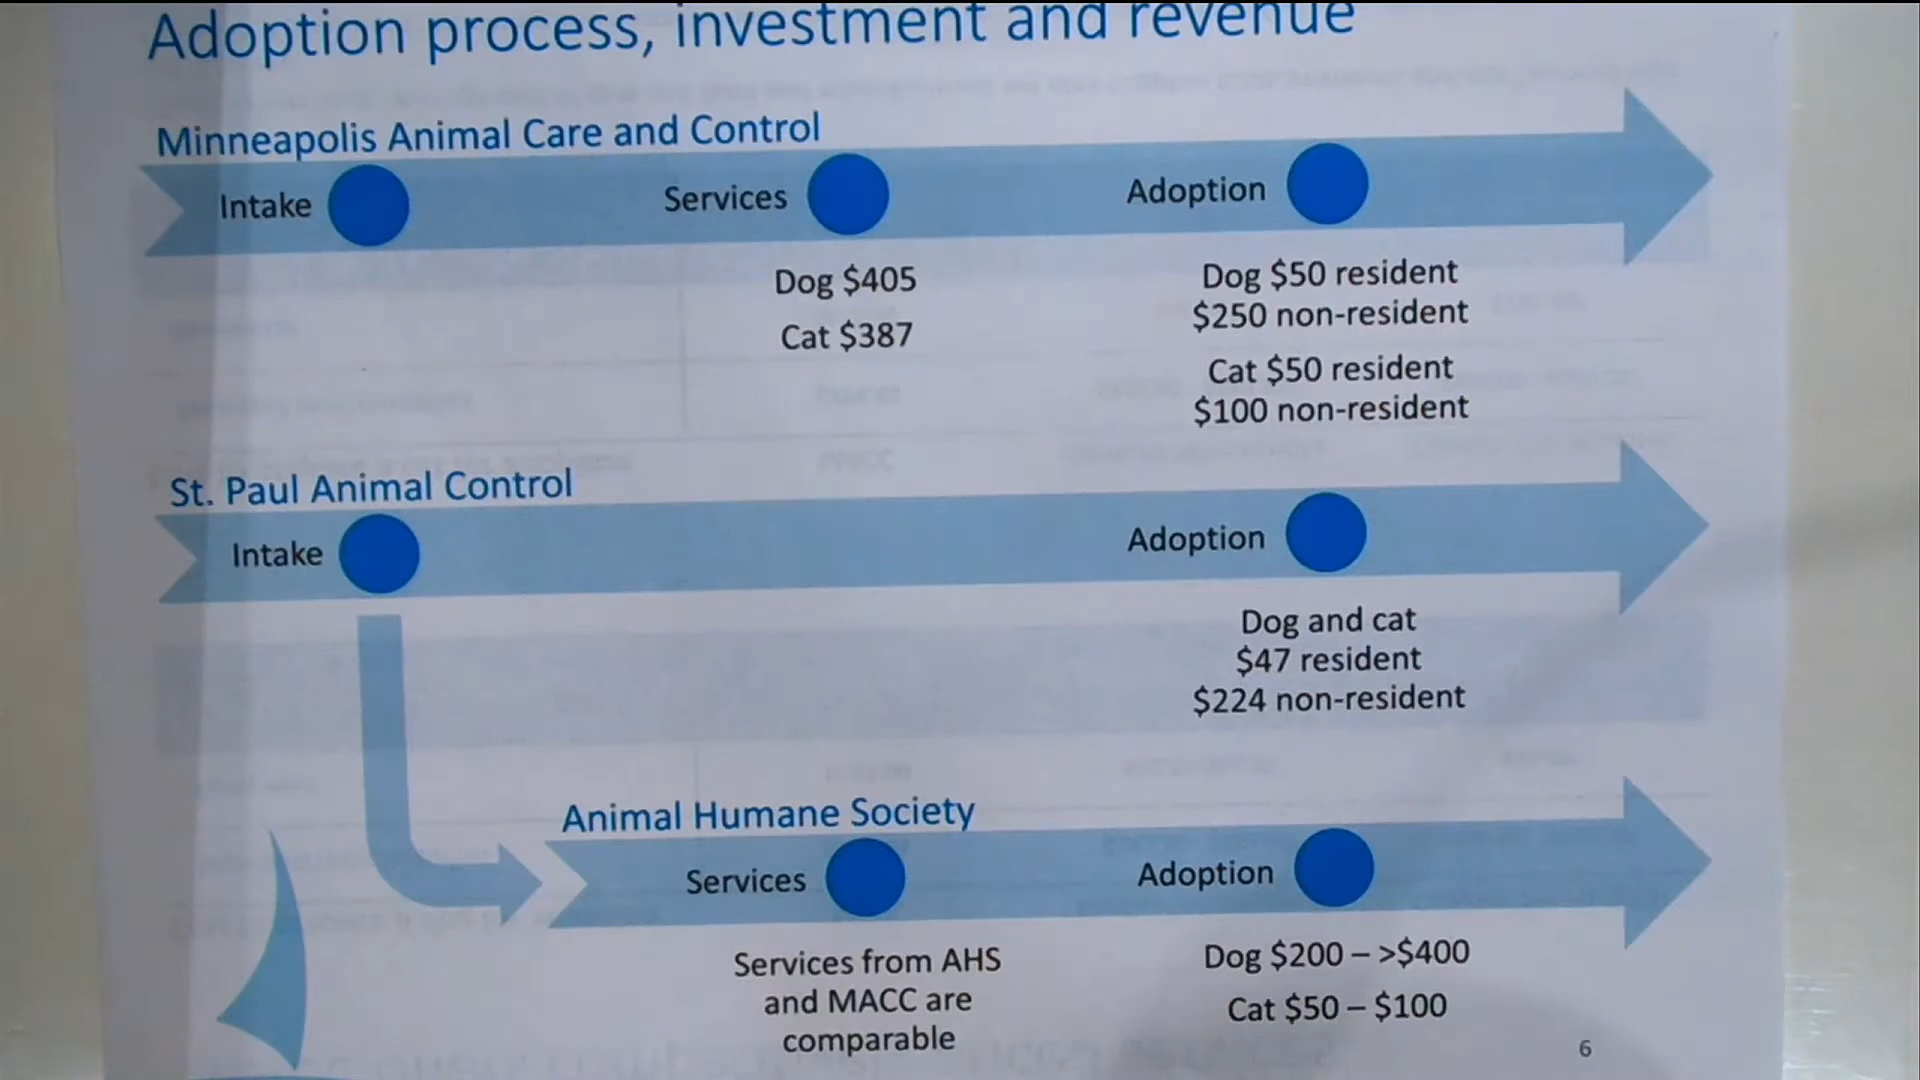 Adoption process, investment and revenue
Minneapolis Animal Care and Control
Intake
Services
Adoption
Dog $405
Cat $387
Dog $50 resident
$250 non-resident
Cat $50 resident
$100 non-resident
St. Paul Animal Control
Intake
Adoption
Dog and cat
$47 resident
$224 non-resident
Animal Humane Society
Services
Adoption
Services from AHS
and MACC are
comparable
Dog $200 – >$400
Cat $50 – $100
6